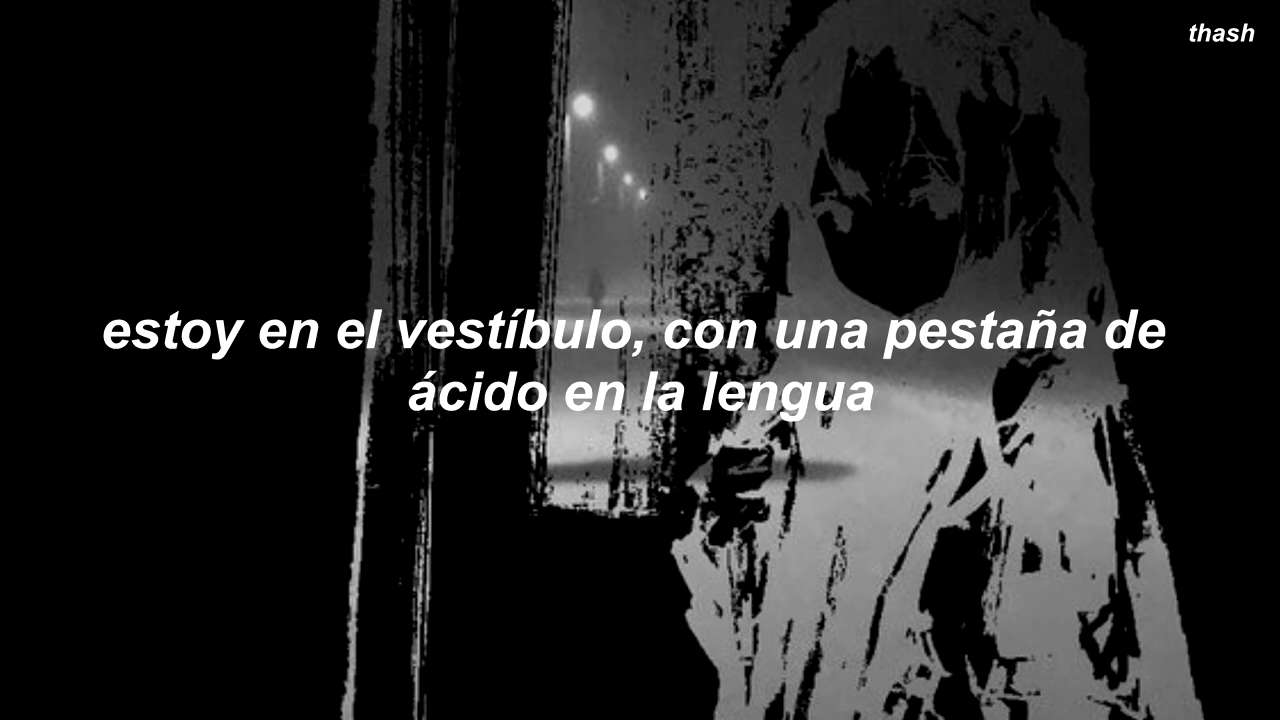 thash
estoy en el vestíbulo, con una pestaña de
ácido en la lengua